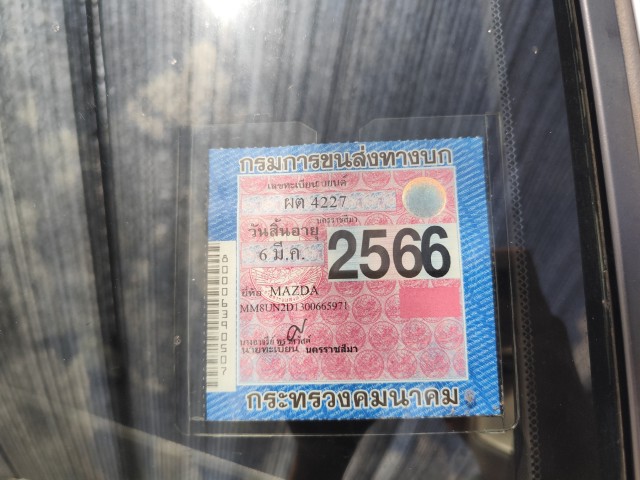 กรมการขนส่งทางบก
เลขทะเบียนรถยนต์
ผต 4227
นครราชสีมา
วันสิ้นอายุ
6 มี.ค.
2566
ยี่ห้อ MAZDA
MM8UN2D1300665971
นายทะเบียน นครราชสีมา
กระทรวงคมนาคม